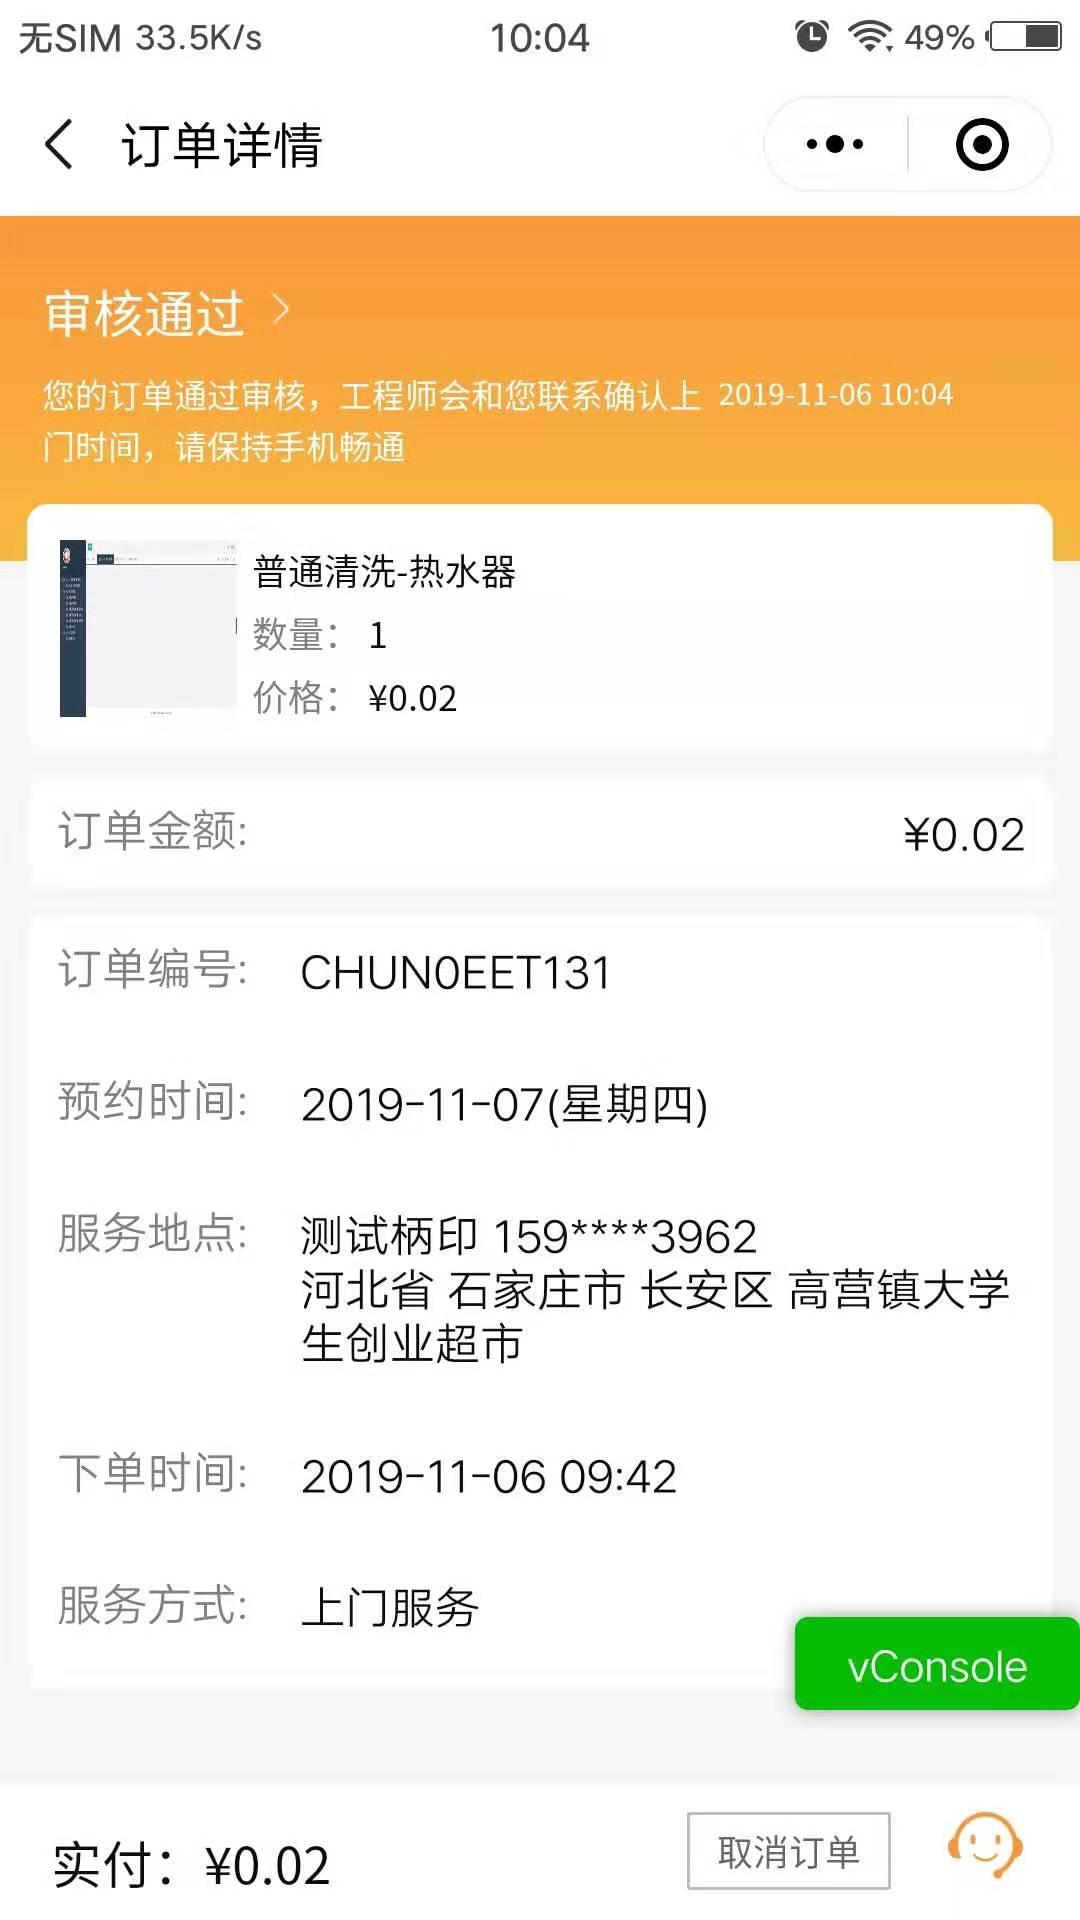 无SIM 33.5K/s 10:04 49%
订单详情
审核通过
您的订单通过审核，工程师会和您联系确认上 2019-11-06 10:04
门时间，请保持手机畅通
普通清洗-热水器
数量： 1
价格： ¥0.02
订单金额: ¥0.02
订单编号: CHUN0EET131
预约时间: 2019-11-07(星期四)
服务地点: 测试柄印 159****3962
河北省 石家庄市 长安区 高营镇大学
生创业超市
下单时间: 2019-11-06 09:42
服务方式: 上门服务
vConsole
实付： ¥0.02 取消订单